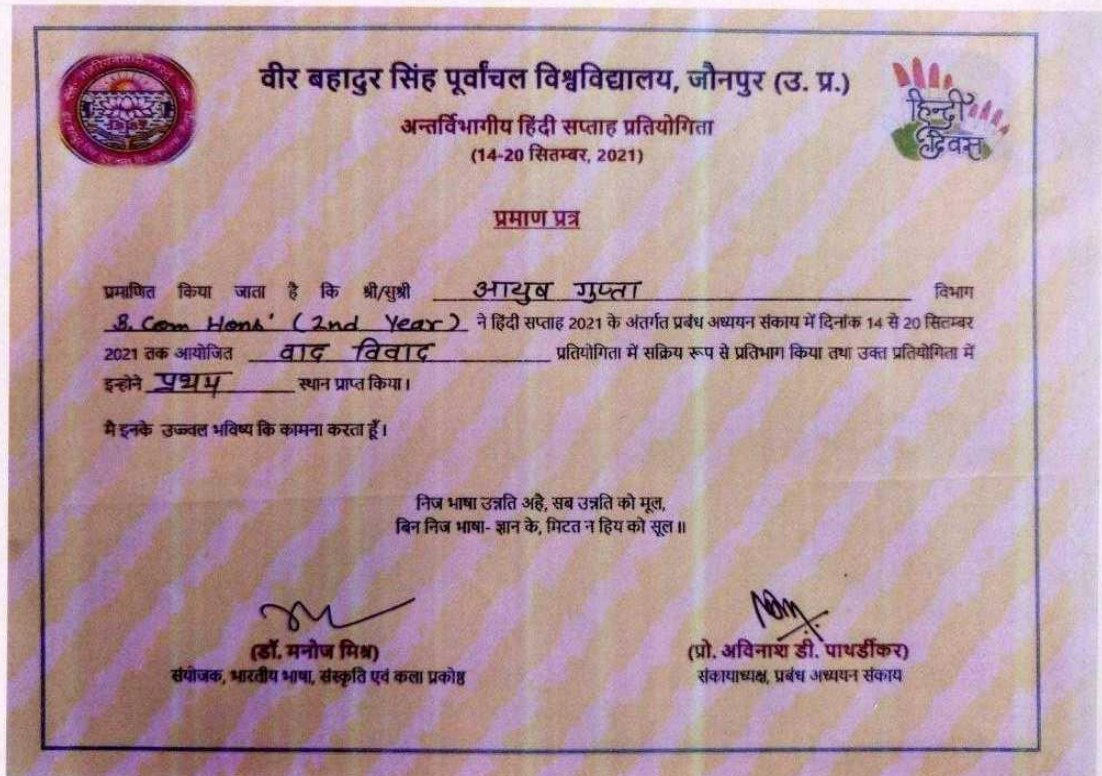 वीर बहादुर सिंह पूर्वांचल विश्वविद्यालय, जौनपुर (उ. प्र.)
अन्तर्विभागीय हिंदी सप्ताह प्रतियोगिता
(14-20 सितम्बर, 2021)
हिन्दी
दिवस
प्रमाण पत्र
प्रमाणित किया जाता है कि श्री/सुश्री आयुष गुप्ता विभाग
B. Com Hons' (2nd Year) ने हिंदी सप्ताह 2021 के अंतर्गत प्रबंध अध्ययन संकाय में दिनांक 14 से 20 सितम्बर
2021 तक आयोजित वाद विवाद प्रतियोगिता में सक्रिय रूप से प्रतिभाग किया तथा उक्त प्रतियोगिता में
इन्होने प्रथम स्थान प्राप्त किया।
मै इनके उज्ज्वल भविष्य कि कामना करता हूँ।
निज भाषा उन्नति अहै, सब उन्नति को मूल,
बिन निज भाषा- ज्ञान के, मिटत न हिय को सूल॥
(डॉ. मनोज मिश्र)
संयोजक, भारतीय भाषा, संस्कृति एवं कला प्रकोष्ठ
(प्रो. अविनाश डी. पाथर्डीकर)
संकायाध्यक्ष, प्रबंध अध्ययन संकाय